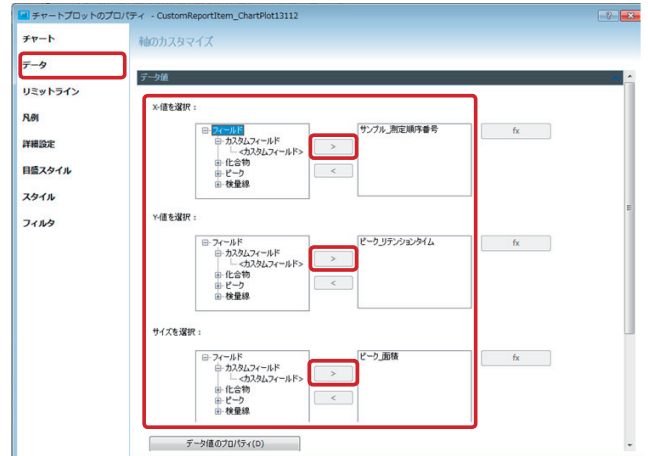 チャートプロットのプロパティ - CustomReportItem_ChartPlot13112
チャート
データ
リミットライン
凡例
詳細設定
目盛スタイル
スタイル
フィルタ
軸のカスタマイズ
データ値
X-値を選択：
フィールド
カスタムフィールド
<カスタムフィールド>
化合物
ピーク
検量線
>
<
サンプル_測定順序番号
fx
Y-値を選択：
フィールド
カスタムフィールド
<カスタムフィールド>
化合物
ピーク
検量線
>
<
ピーク_リテンションタイム
fx
サイズを選択：
フィールド
カスタムフィールド
<カスタムフィールド>
化合物
ピーク
検量線
>
<
ピーク_面積
fx
データ値のプロパティ(D)